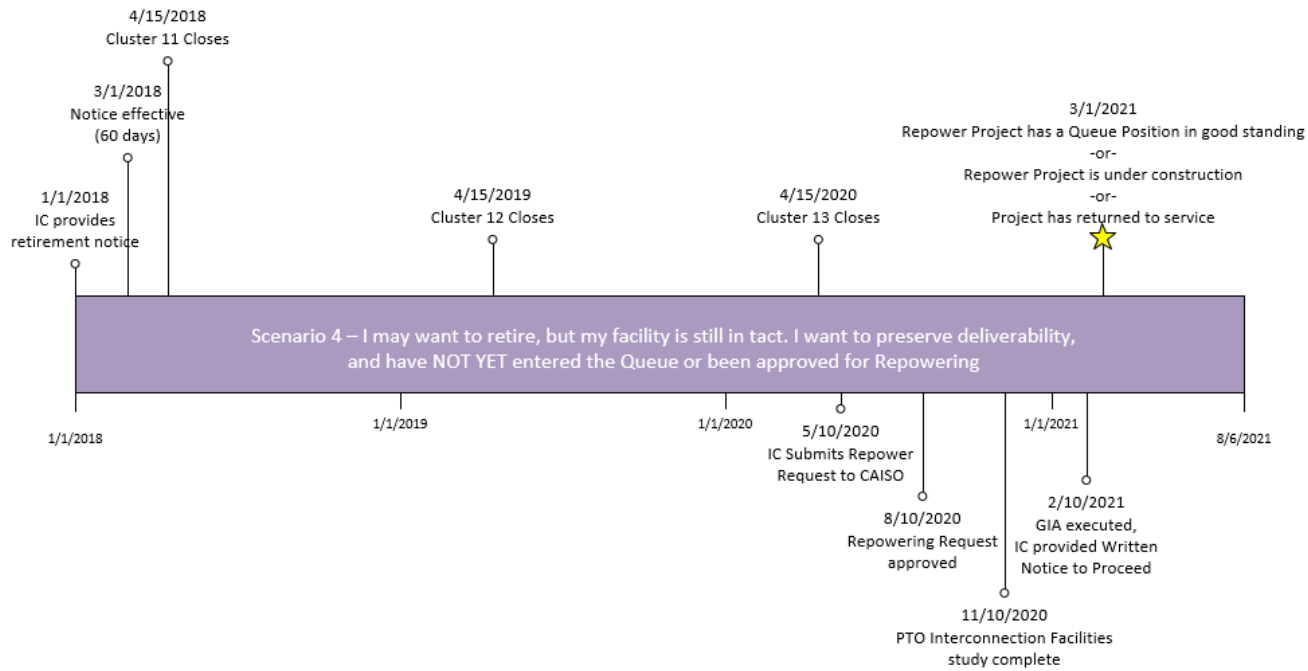 4/15/2018
Cluster 11 Closes
3/1/2018
Notice effective
(60 days)
1/1/2018
IC provides
retirement notice
4/15/2019
Cluster 12 Closes
4/15/2020
Cluster 13 Closes
3/1/2021
Repower Project has a Queue Position in good standing
-or-
Repower Project is under construction
-or-
Project has returned to service
Scenario 4 – I may want to retire, but my facility is still in tact. I want to preserve deliverability,
and have NOT YET entered the Queue or been approved for Repowering
1/1/2018
1/1/2019
1/1/2020
1/1/2021
8/6/2021
5/10/2020
IC Submits Repower
Request to CAISO
8/10/2020
Repowering Request
approved
2/10/2021
GIA executed,
IC provided Written
Notice to Proceed
11/10/2020
PTO Interconnection Facilities
study complete